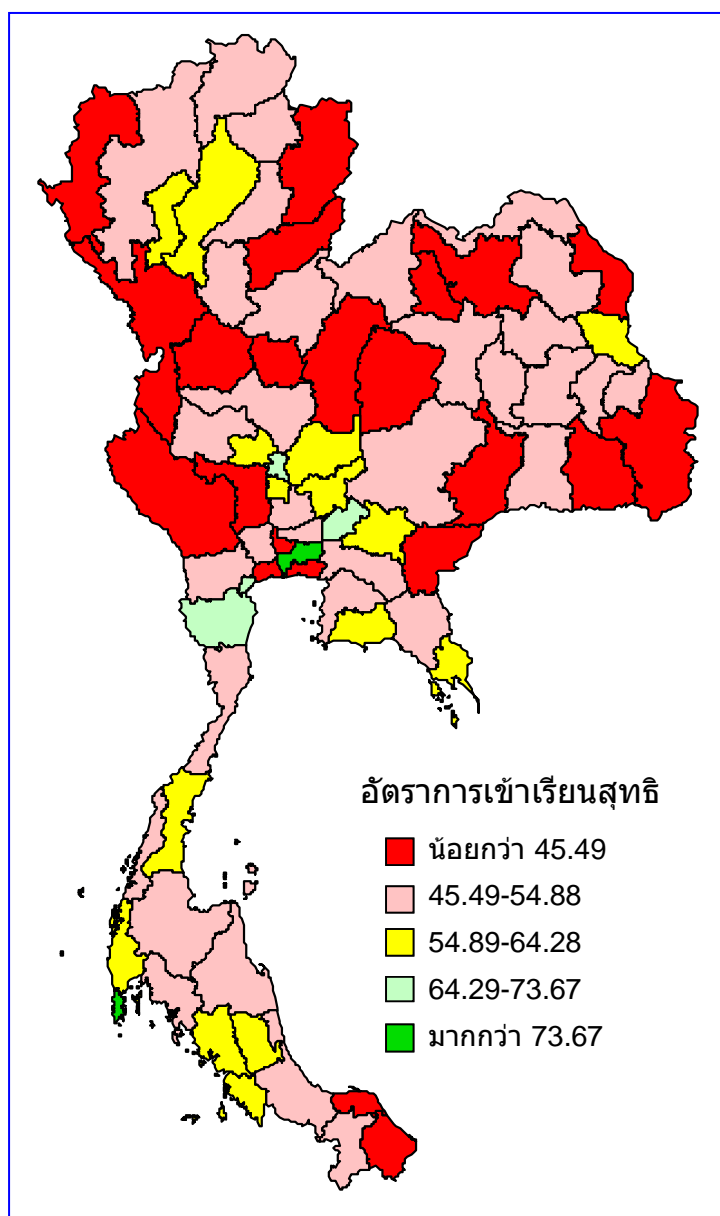 อัตราการเข้าเรียนสุทธิ
น้อยกว่า 45.49
45.49-54.88
54.89-64.28
64.29-73.67
มากกว่า 73.67